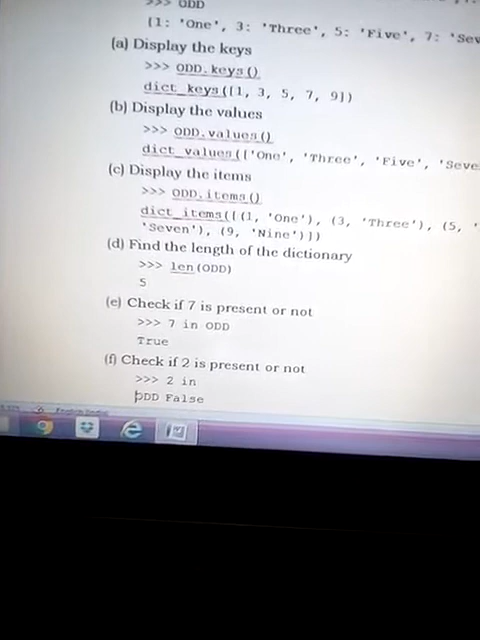 >>> ODD
{1: 'One', 3: 'Three', 5: 'Five', 7: 'Sev
(a) Display the keys
>>> ODD.keys()
dict_keys([1, 3, 5, 7, 9])
(b) Display the values
>>> ODD.values()
dict_values(['One', 'Three', 'Five', 'Seve
(c) Display the items
>>> ODD.items()
dict_items([(1, 'One'), (3, 'Three'), (5, '
'Seven'), (9, 'Nine')])
(d) Find the length of the dictionary
>>> len(ODD)
5
(e) Check if 7 is present or not
>>> 7 in ODD
True
(f) Check if 2 is present or not
>>> 2 in
ODD False